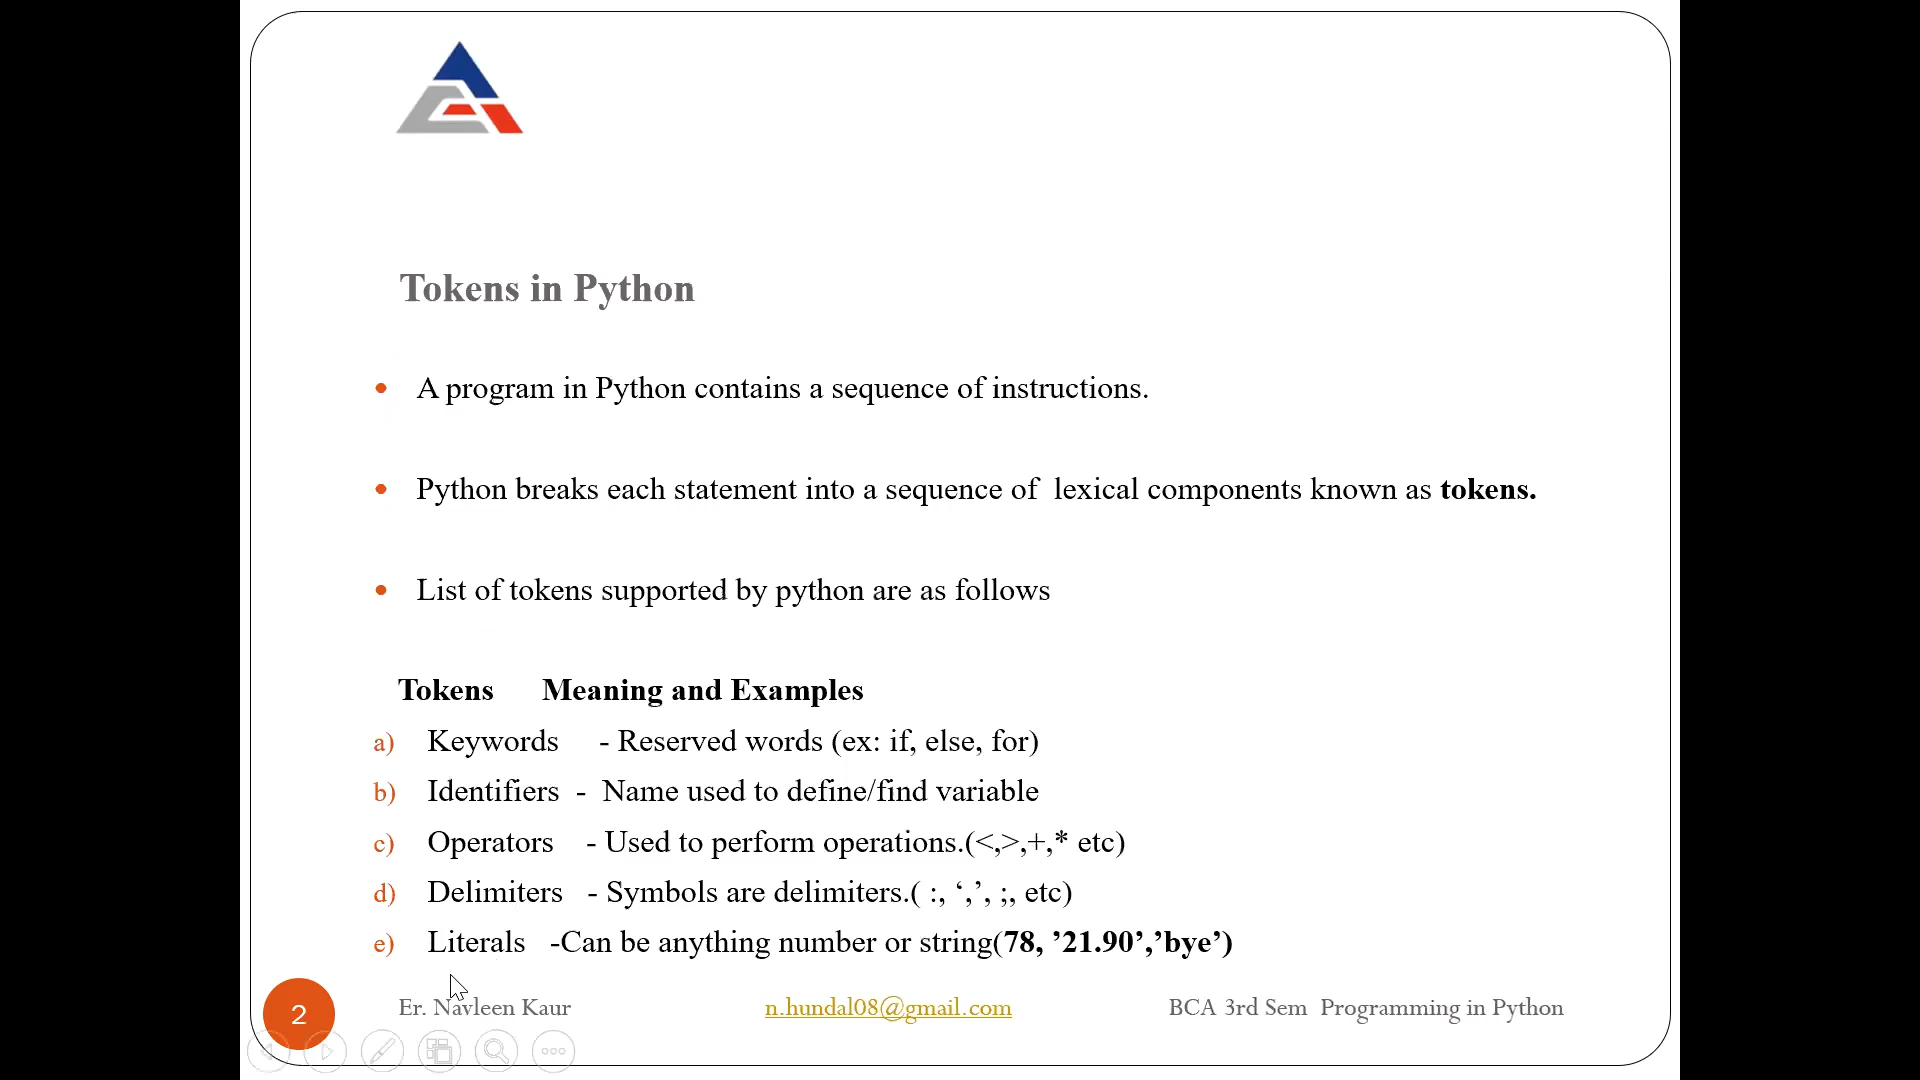 Tokens in Python
• A program in Python contains a sequence of instructions.
• Python breaks each statement into a sequence of  lexical components known as tokens.
• List of tokens supported by python are as follows
Tokens Meaning and Examples
a) Keywords - Reserved words (ex: if, else, for)
b) Identifiers - Name used to define/find variable
c) Operators - Used to perform operations.(<,>,+,* etc)
d) Delimiters - Symbols are delimiters.( :, ‘,’, ;, etc)
e) Literals -Can be anything number or string(78, ’21.90’,’bye’)
2 Er. Navleen Kaur n.hundal08@gmail.com BCA 3rd Sem  Programming in Python